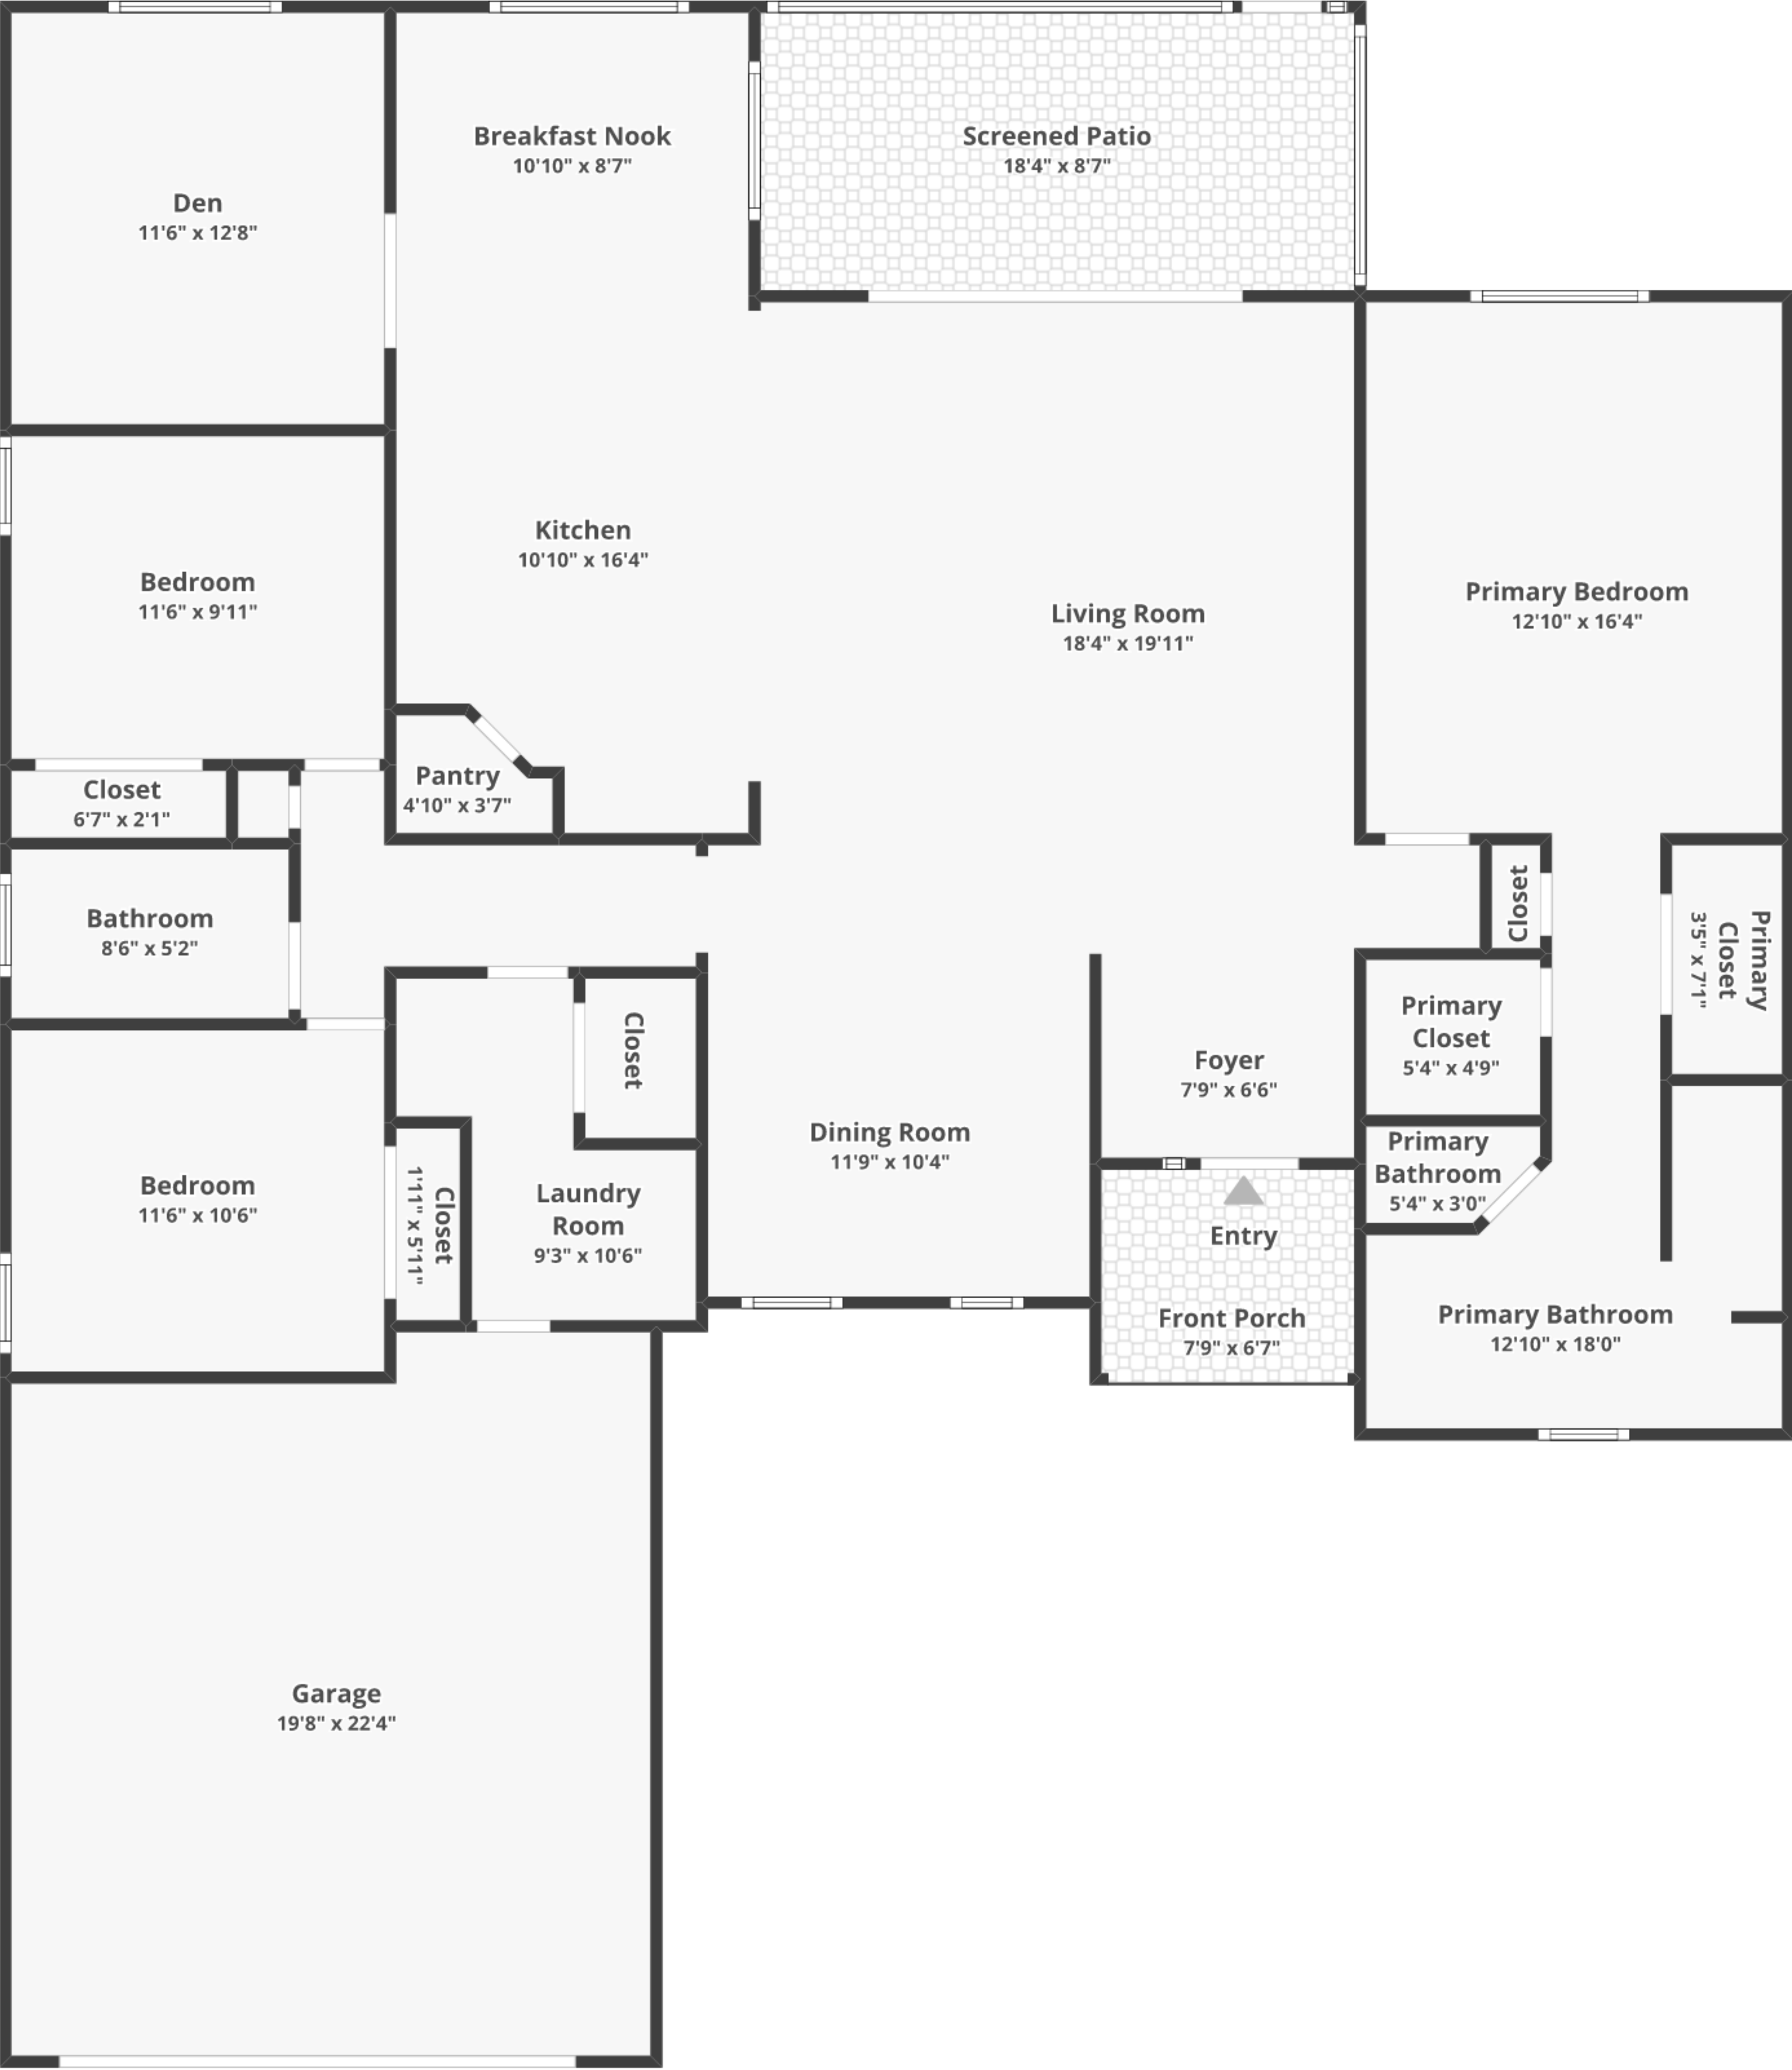 Breakfast Nook
10'10" x 8'7"
Screened Patio
18'4" x 8'7"
Den
11'6" x 12'8"
Kitchen
10'10" x 16'4"
Bedroom
11'6" x 9'11"
Living Room
18'4" x 19'11"
Primary Bedroom
12'10" x 16'4"
Pantry
4'10" x 3'7"
Closet
6'7" x 2'1"
Bathroom
8'6" x 5'2"
Closet
Primary
Closet
3'5" x 7'1"
Primary
Closet
5'4" x 4'9"
Closet
Foyer
7'9" x 6'6"
Dining Room
11'9" x 10'4"
Primary
Bathroom
5'4" x 3'0"
Bedroom
11'6" x 10'6"
Closet
1'11" x 5'11"
Laundry
Room
9'3" x 10'6"
Entry
Front Porch
7'9" x 6'7"
Primary Bathroom
12'10" x 18'0"
Garage
19'8" x 22'4"